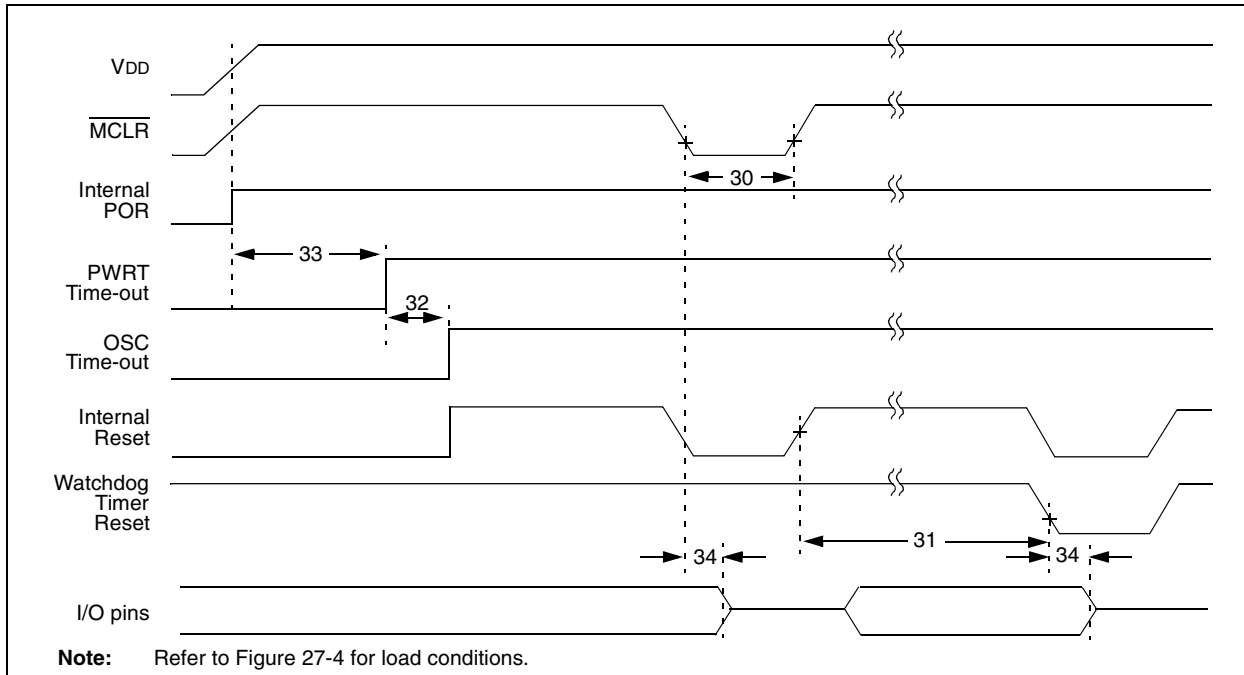 VDD
MCLR
30
Internal
POR
33
PWRT
Time-out
32
OSC
Time-out
Internal
Reset
Watchdog
Timer
Reset
31
34
34
I/O pins
Note: Refer to Figure 27-4 for load conditions.